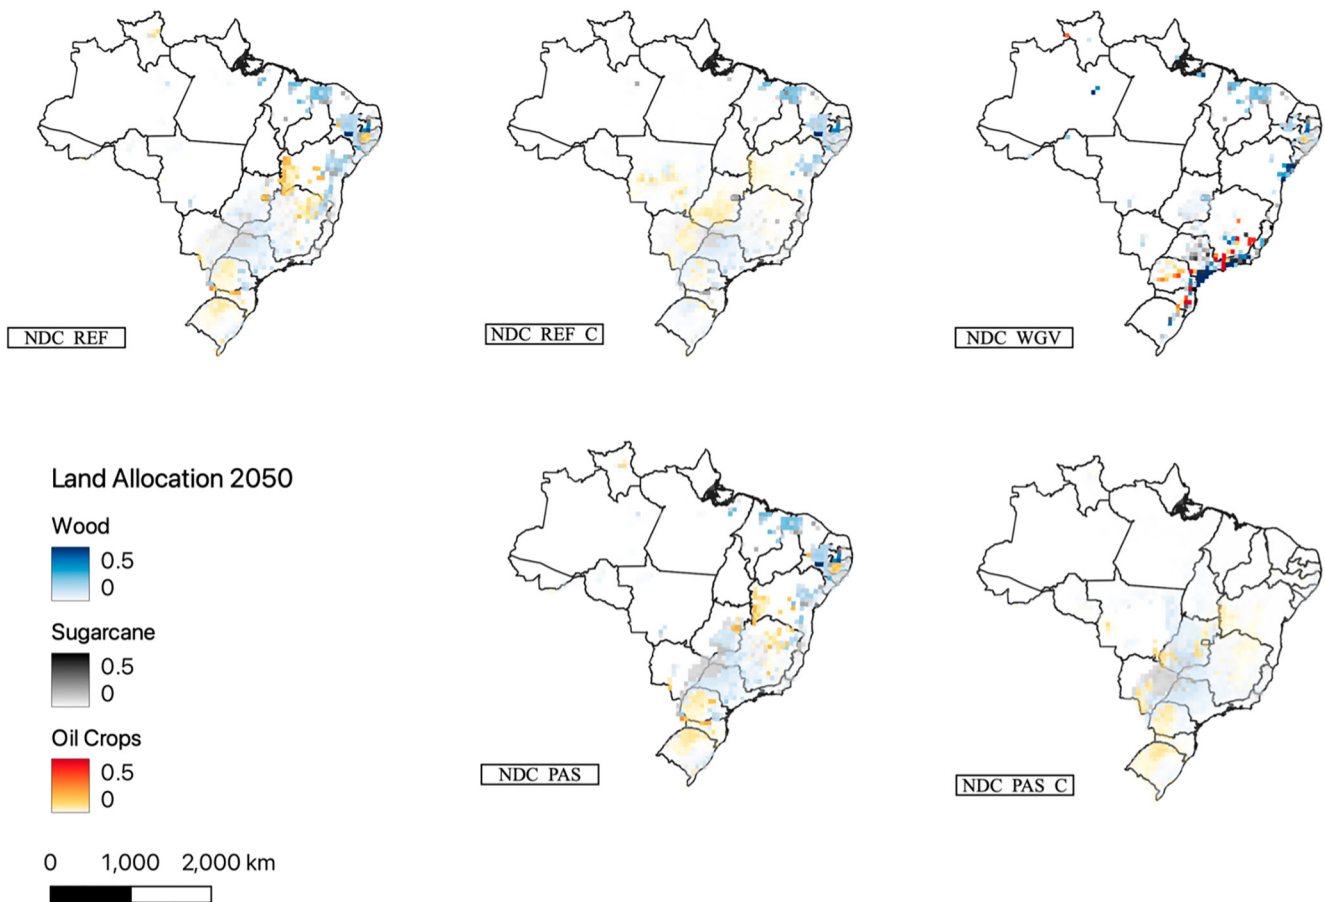 NDC REF
NDC REF C
NDC WGV
Land Allocation 2050
Wood
0.5
0
Sugarcane
0.5
0
Oil Crops
0.5
0
0 1,000 2,000 km
NDC PAS
NDC PAS C